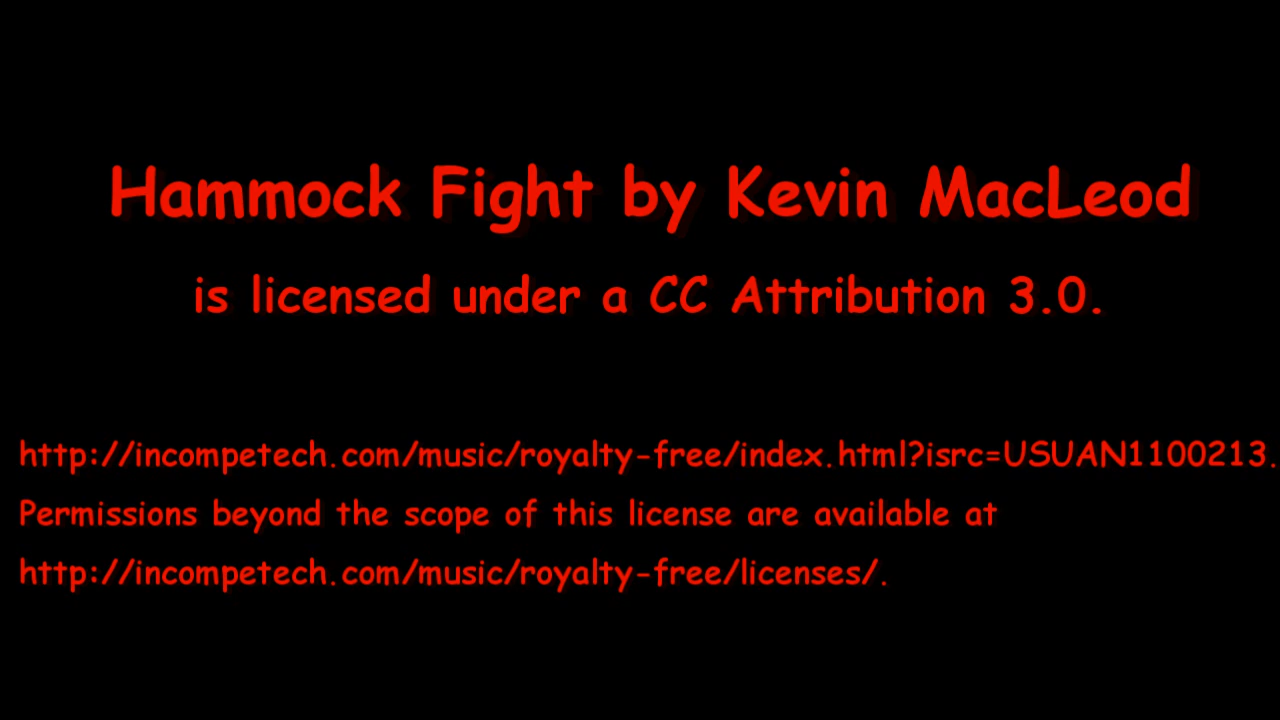 Hammock Fight by Kevin MacLeod
is licensed under a CC Attribution 3.0.
http://incompetech.com/music/royalty-free/index.html?isrc=USUAN1100213.
Permissions beyond the scope of this license are available at
http://incompetech.com/music/royalty-free/licenses/.